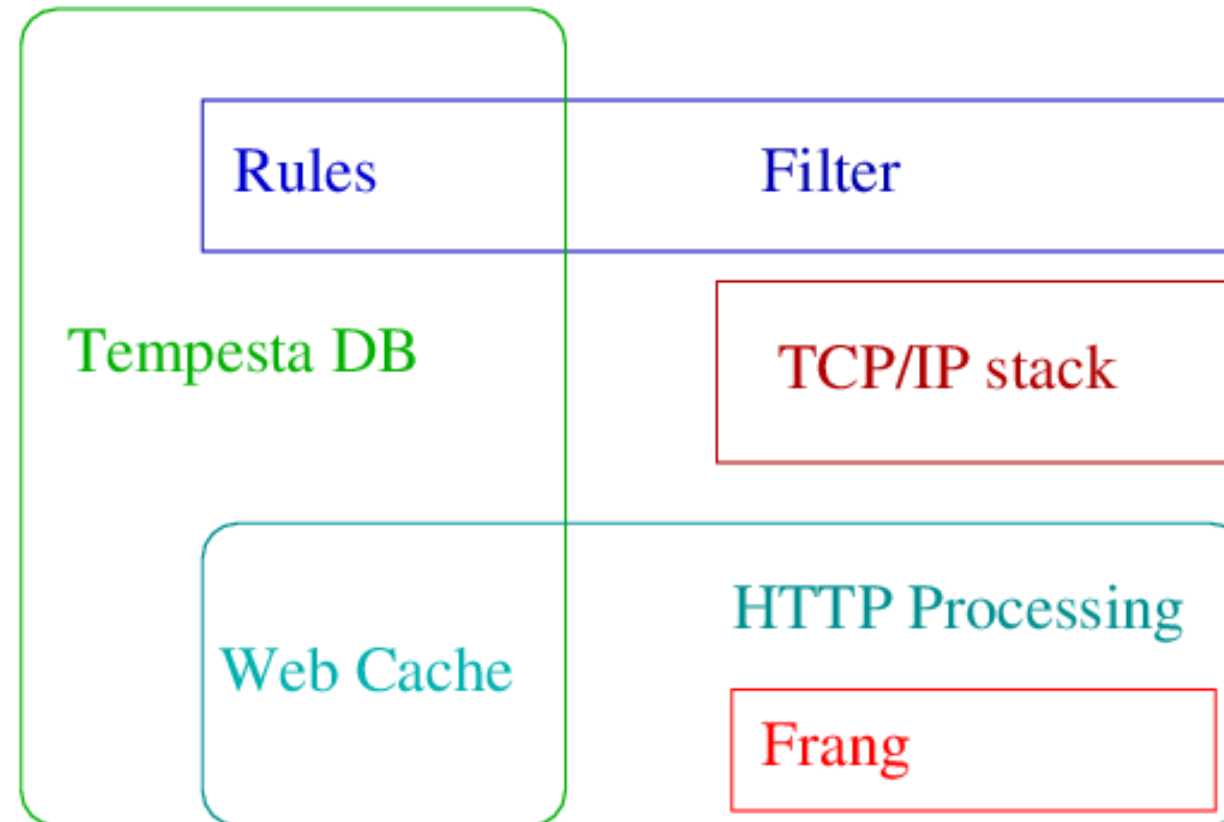 Rules
Filter
Tempesta DB
TCP/IP stack
HTTP Processing
Web Cache
Frang